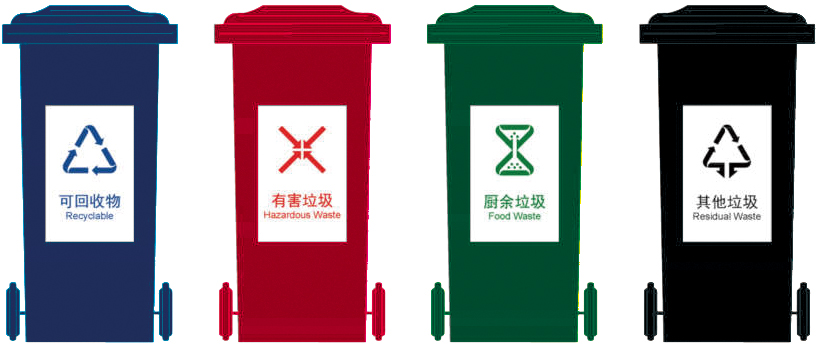 可回收物
Recyclable
有害垃圾
Hazardous Waste
厨余垃圾
Food Waste
其他垃圾
Residual Waste